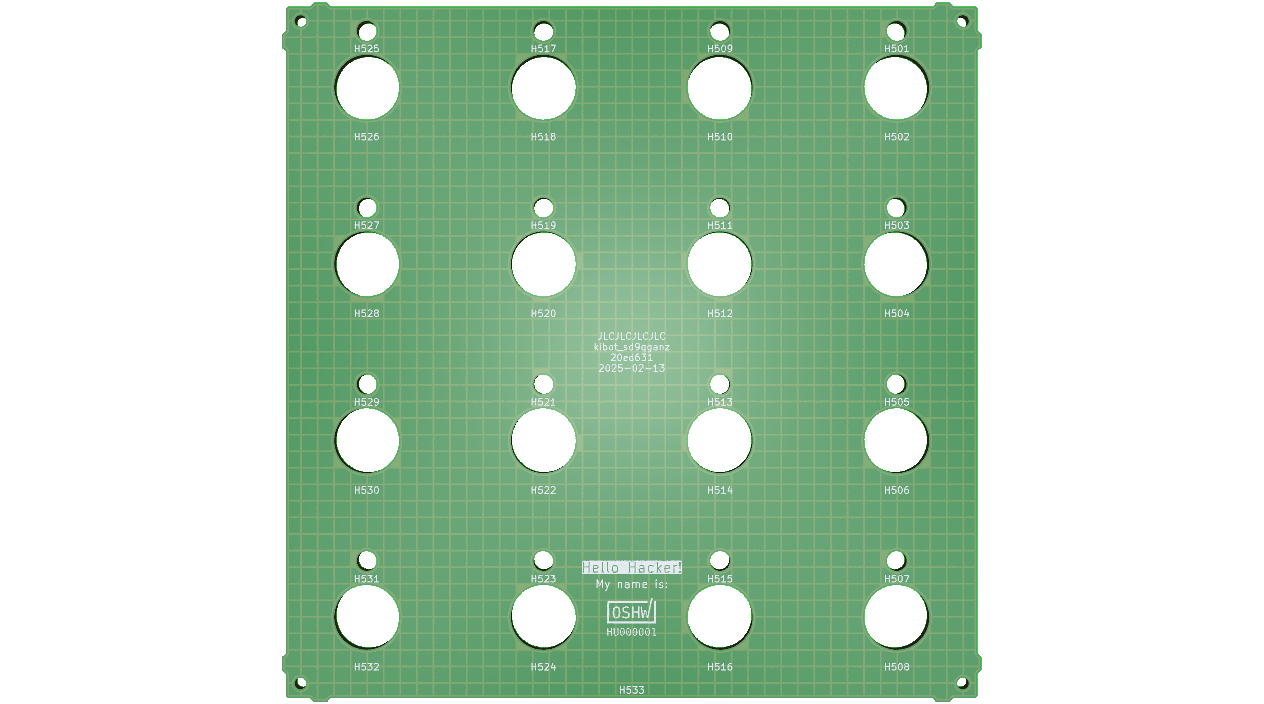 H525 H517 H509 H501
H526 H518 H510 H502
H527 H519 H511 H503
H528 H520 H512 H504
JLCJLCJLCJLC
kibot_sd9qganz
20ed631
2025-02-13
H529 H521 H513 H505
H530 H522 H514 H506
Hello Hacker!
H531 H523 H515 H507
My name is:
OSHW
HU000001
H532 H524 H516 H508
H533